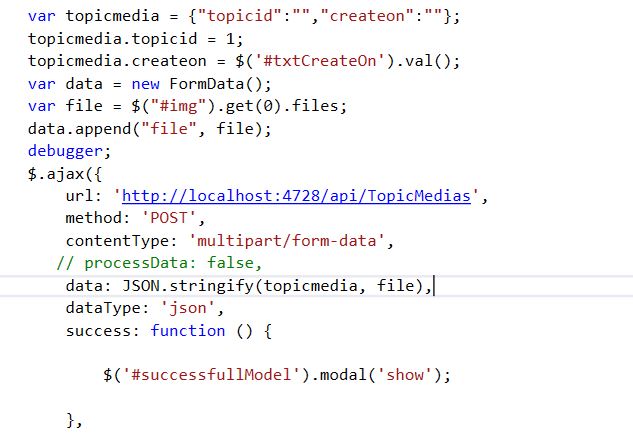 var topicmedia = {"topicid":"","createon":""};
topicmedia.topicid = 1;
topicmedia.createon = $('#txtCreateOn').val();
var data = new FormData();
var file = $("#img").get(0).files;
data.append("file", file);
debugger;
$.ajax({
    url: 'http://localhost:4728/api/TopicMedias',
    method: 'POST',
    contentType: 'multipart/form-data',
   // processData: false,
    data: JSON.stringify(topicmedia, file),
    dataType: 'json',
    success: function () {
        $('#successfullModel').modal('show');
    },